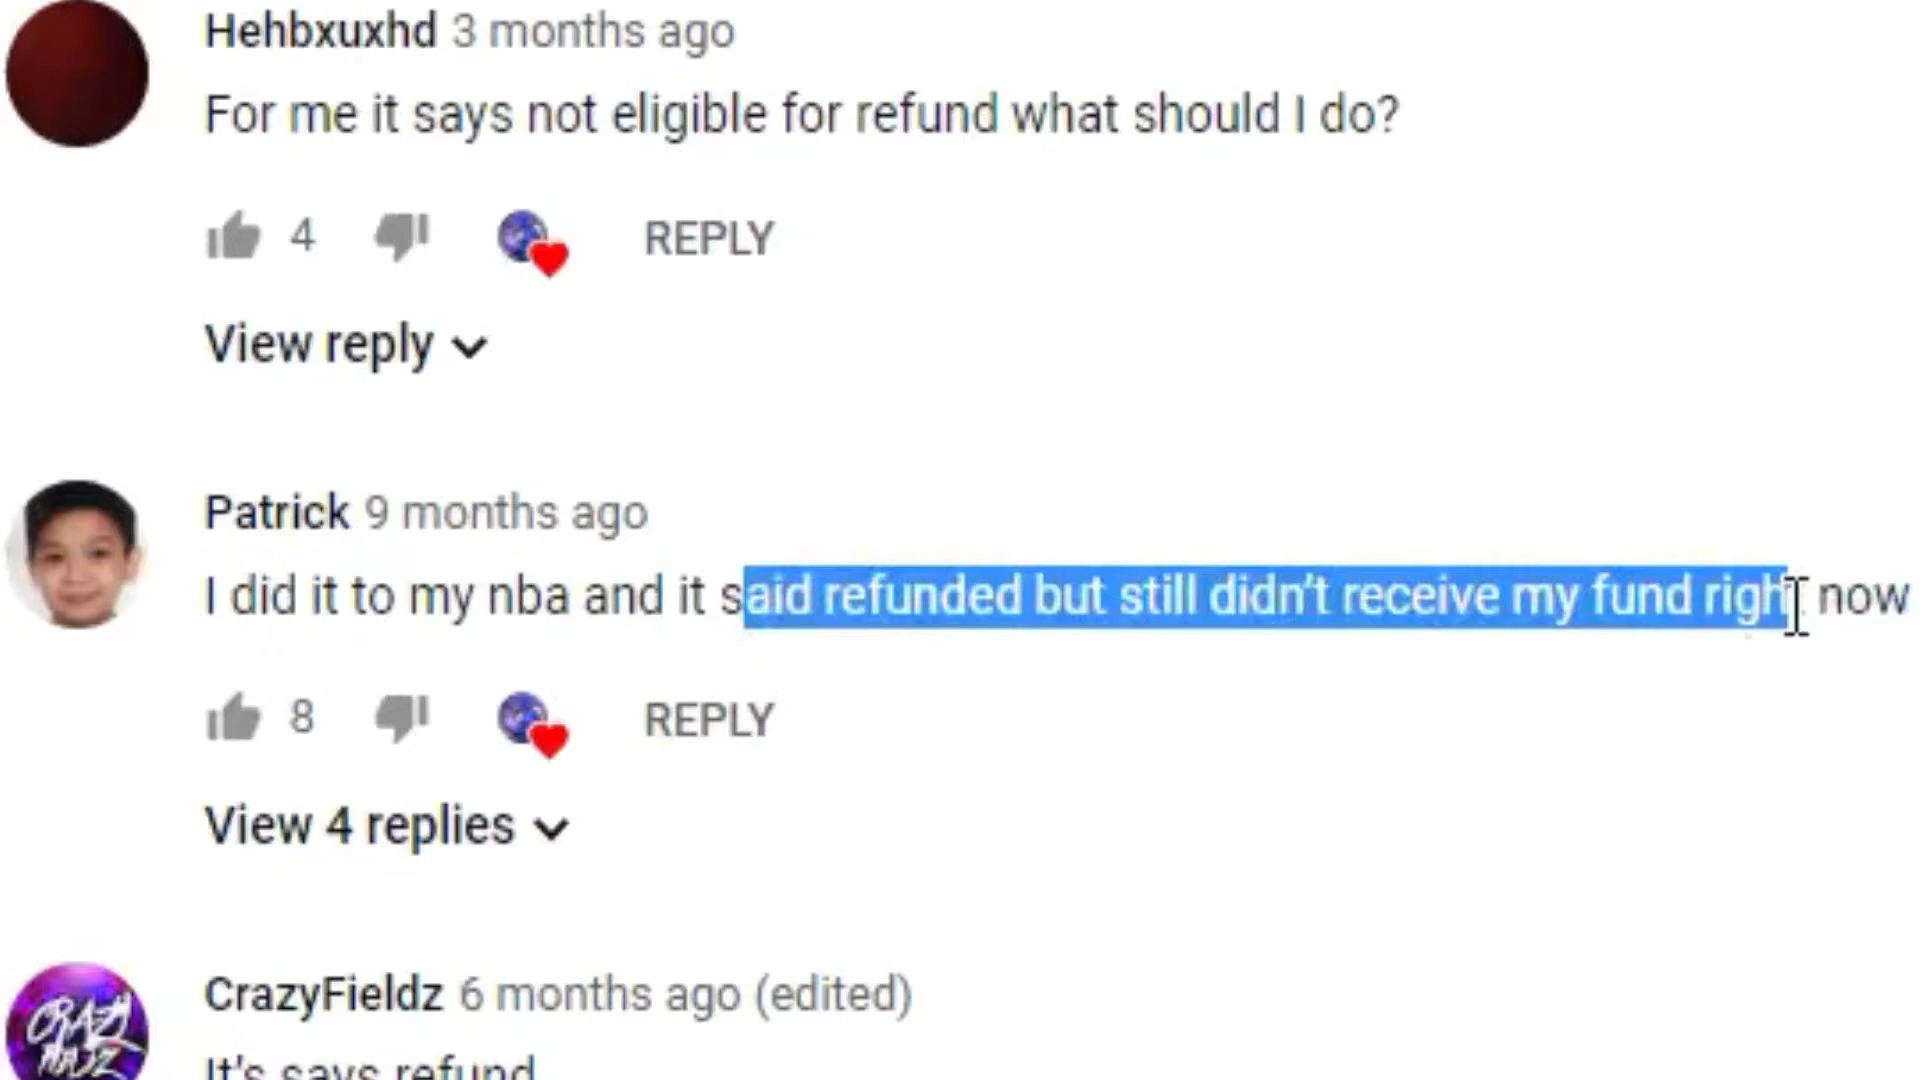 Hehbxuxhd 3 months ago
For me it says not eligible for refund what should I do?
4 REPLY
View reply
Patrick 9 months ago
I did it to my nba and it said refunded but still didn't receive my fund right now
8 REPLY
View 4 replies
CrazyFieldz 6 months ago (edited)
It's says refund